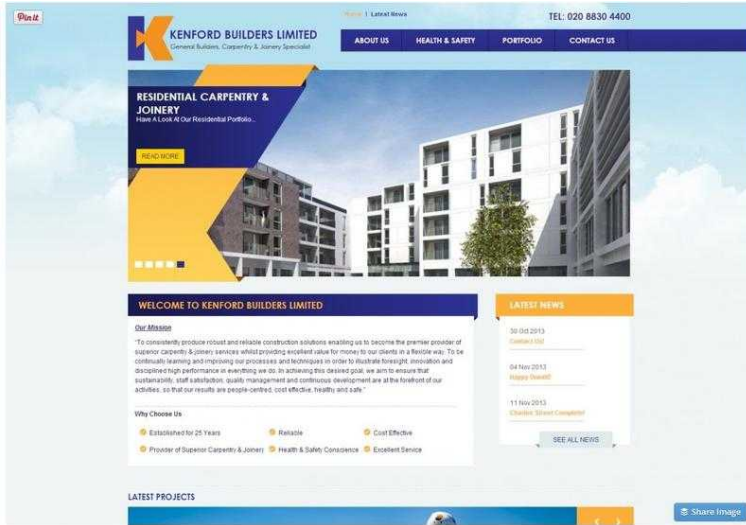 Pin it
KENFORD BUILDERS LIMITED
General Builders, Carpentry & Joinery Specialist
Home | Latest News
TEL: 020 8830 4400
ABOUT US HEALTH & SAFETY PORTFOLIO CONTACT US
RESIDENTIAL CARPENTRY &
JOINERY
Have A Look At Our Residential Portfolio...
READ MORE
WELCOME TO KENFORD BUILDERS LIMITED
Our Mission
"To consistently produce robust and reliable construction solutions enabling us to become the premier provider of
superior carpentry & joinery services whilst providing excellent value for money to our clients in a flexible way. To be
continually learning and improving our processes and techniques in order to illustrate foresight, innovation and
disciplined high performance in everything we do. In achieving this desired goal, we aim to ensure that
sustainability, staff satisfaction, quality management and continuous development are at the forefront of our
activities, so that our results are people-centred, cost effective, healthy and safe."
Why Choose Us
Established for 25 Years Reliable Cost Effective
Provider of Superior Carpentry & Joinery Health & Safety Conscience Excellent Service
LATEST NEWS
30 Oct 2013
Contact Us!
04 Nov 2013
Happy
11 Nov 2013
Charles Street Complete!
SEE ALL NEWS
LATEST PROJECTS
Share Image